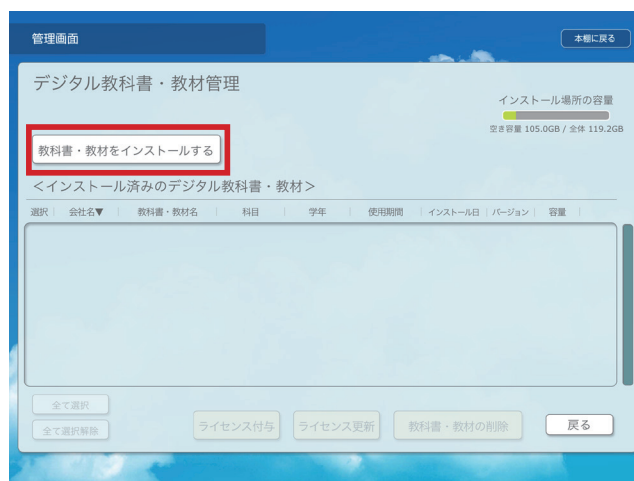 管理画面
本棚に戻る
デジタル教科書・教材管理
インストール場所の容量
空き容量 105.0GB / 全体 119.2GB
教科書・教材をインストールする
＜インストール済みのデジタル教科書・教材＞
選択 会社名▼ 教科書・教材名 科目 学年 使用期間 インストール日 バージョン 容量
全て選択
全て選択解除
ライセンス付与 ライセンス更新 教科書・教材の削除 戻る